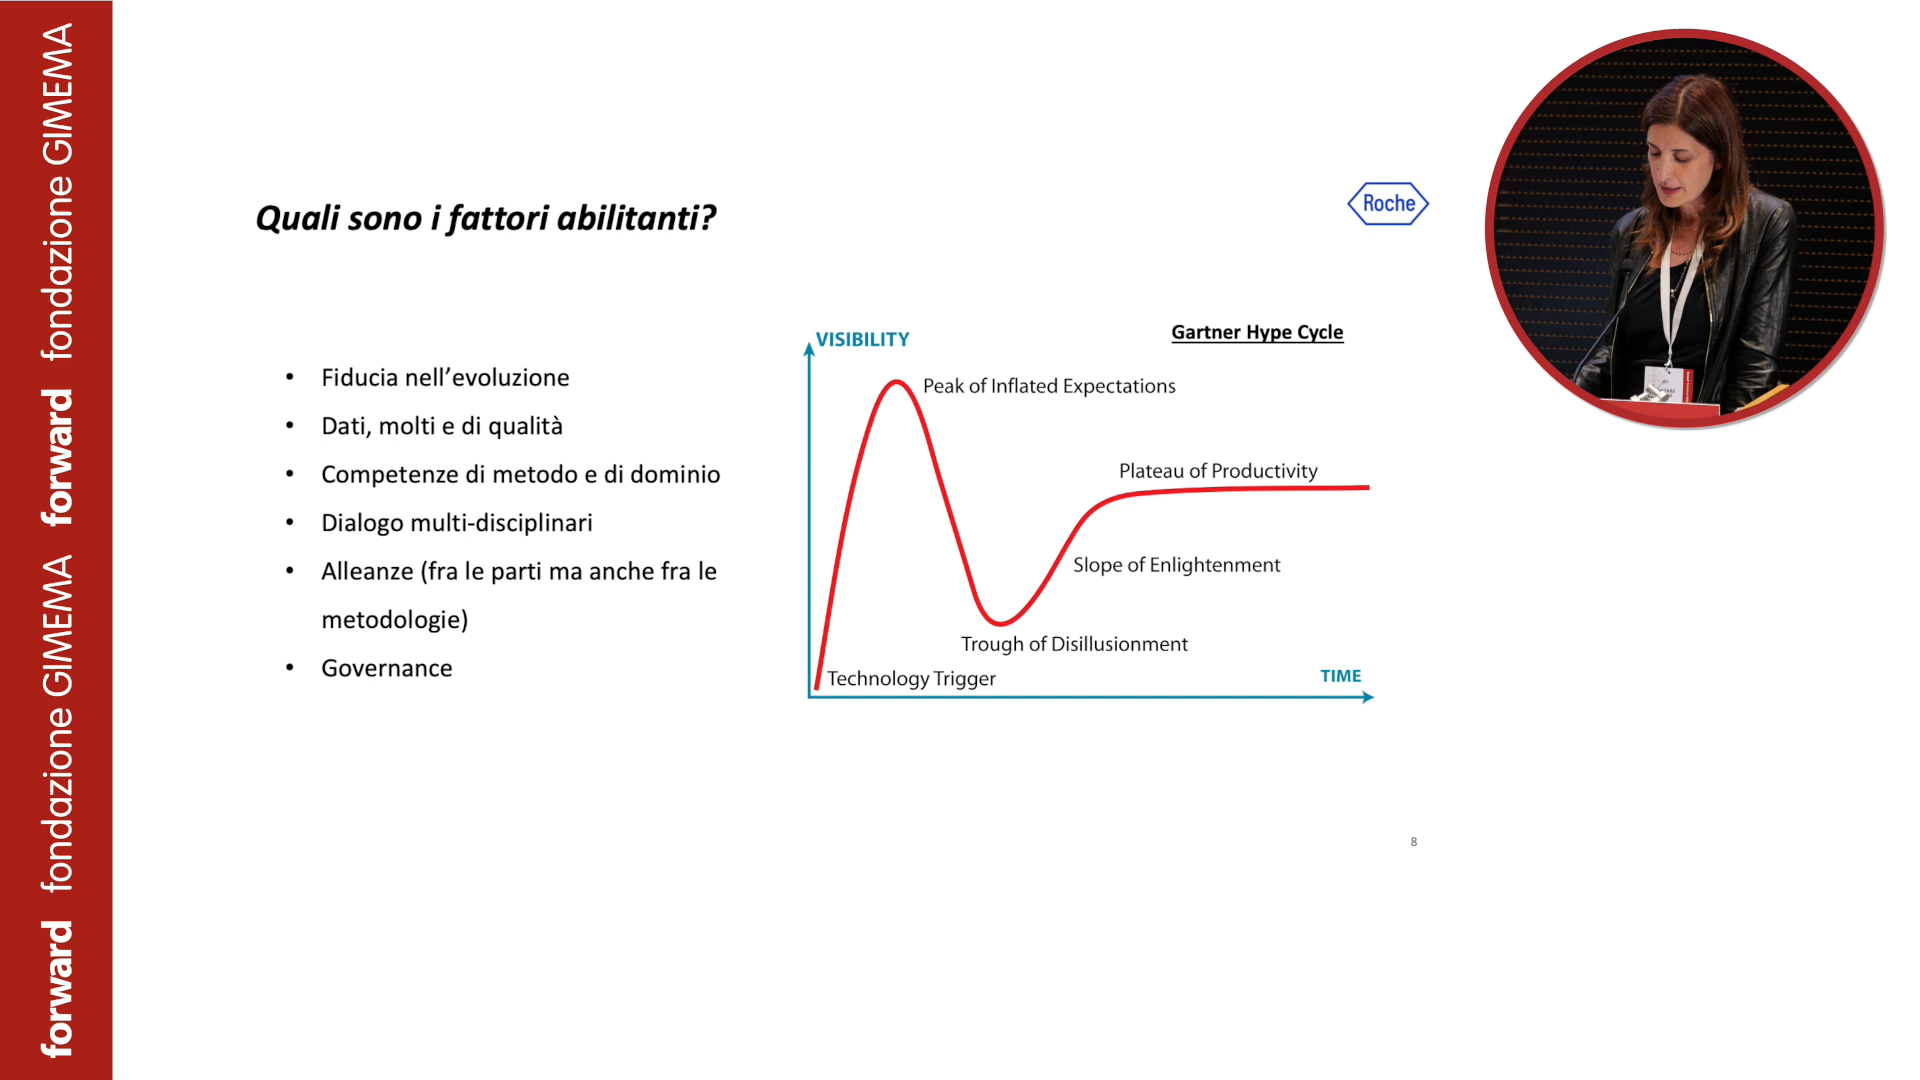 forward fondazione GIMEMA forward fondazione GIMEMA
Quali sono i fattori abilitanti?
Roche
• Fiducia nell’evoluzione
• Dati, molti e di qualità
• Competenze di metodo e di dominio
• Dialogo multi-disciplinari
• Alleanze (fra le parti ma anche fra le
metodologie)
• Governance
Gartner Hype Cycle
VISIBILITY
Peak of Inflated Expectations
Plateau of Productivity
Slope of Enlightenment
Trough of Disillusionment
Technology Trigger
TIME
8